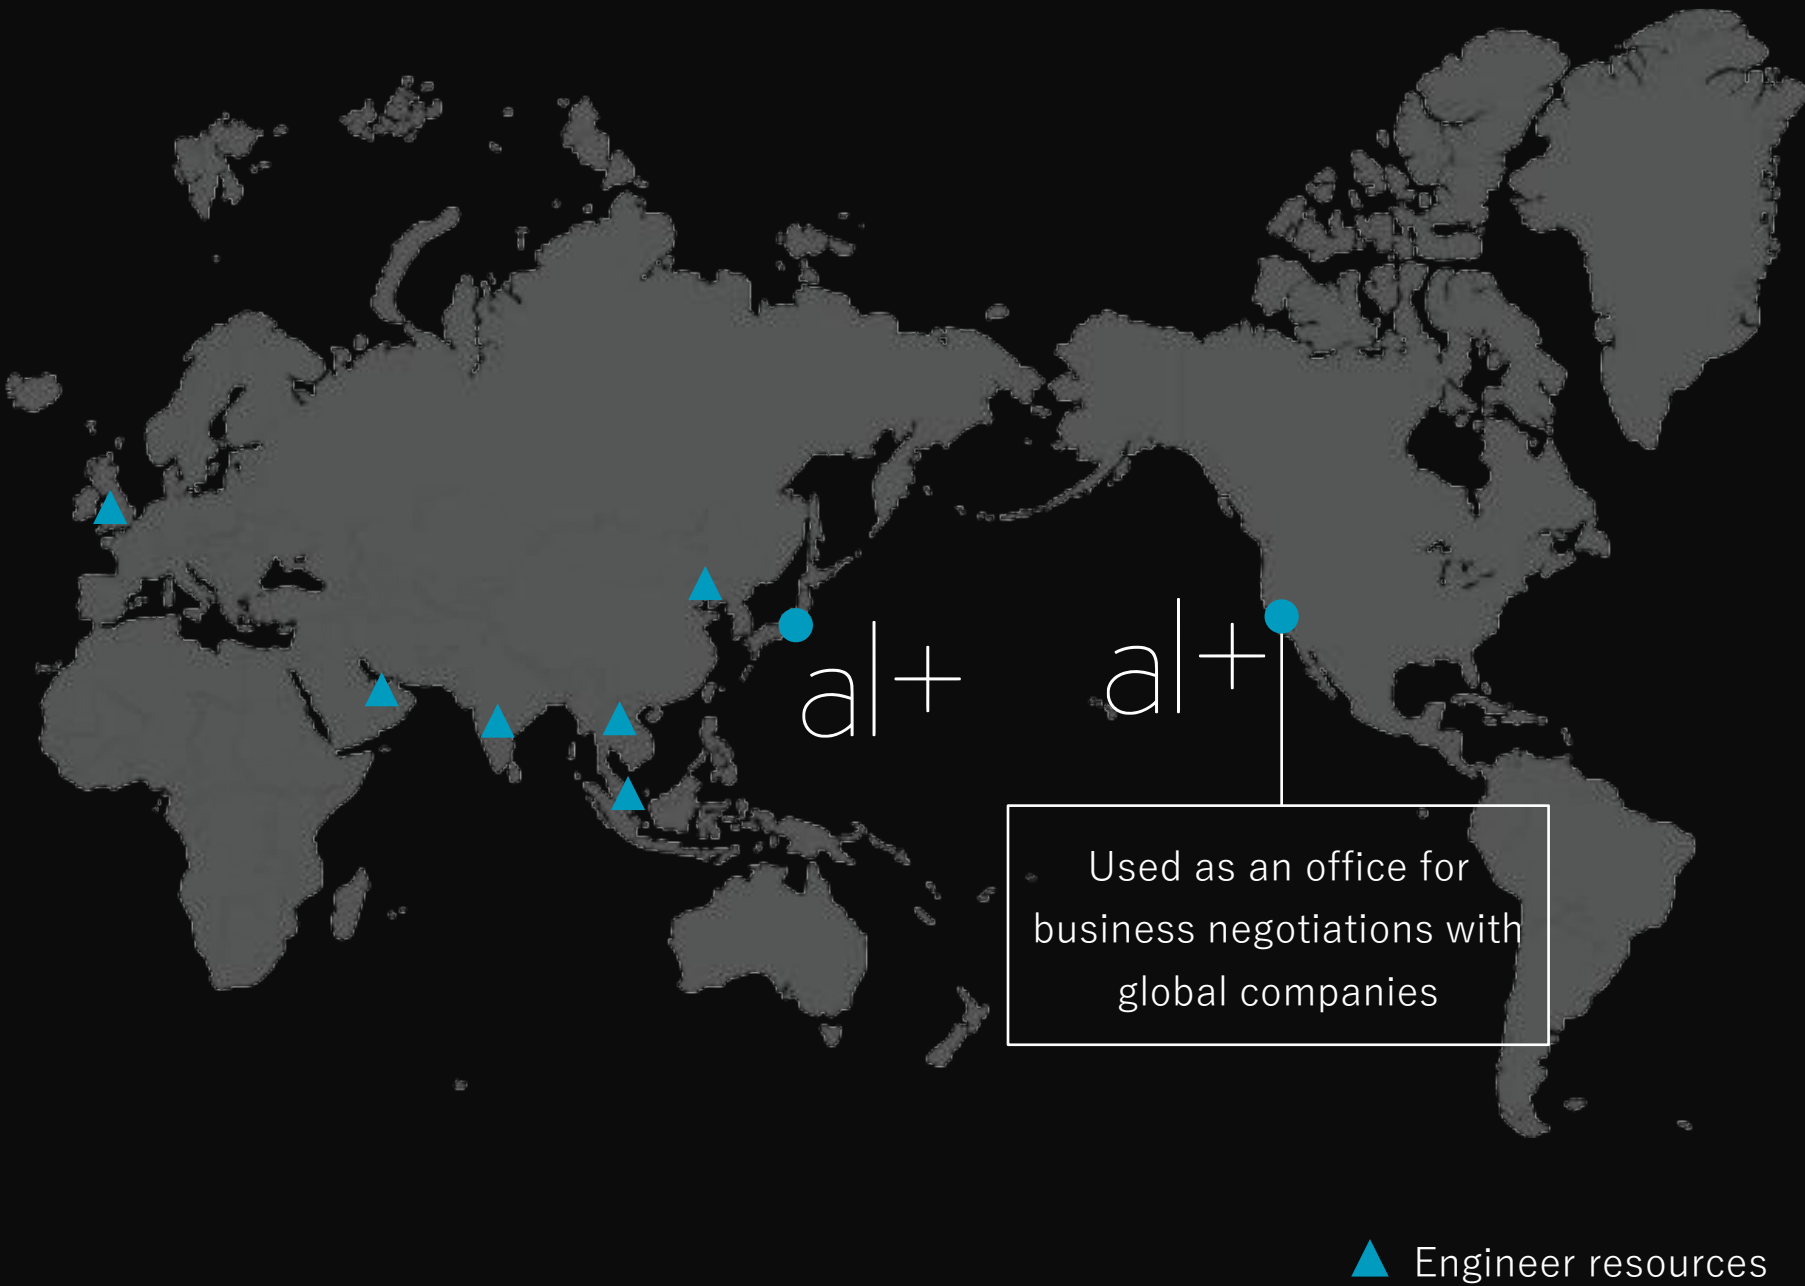 al+
al+
Used as an office for
business negotiations with
global companies
Engineer resources